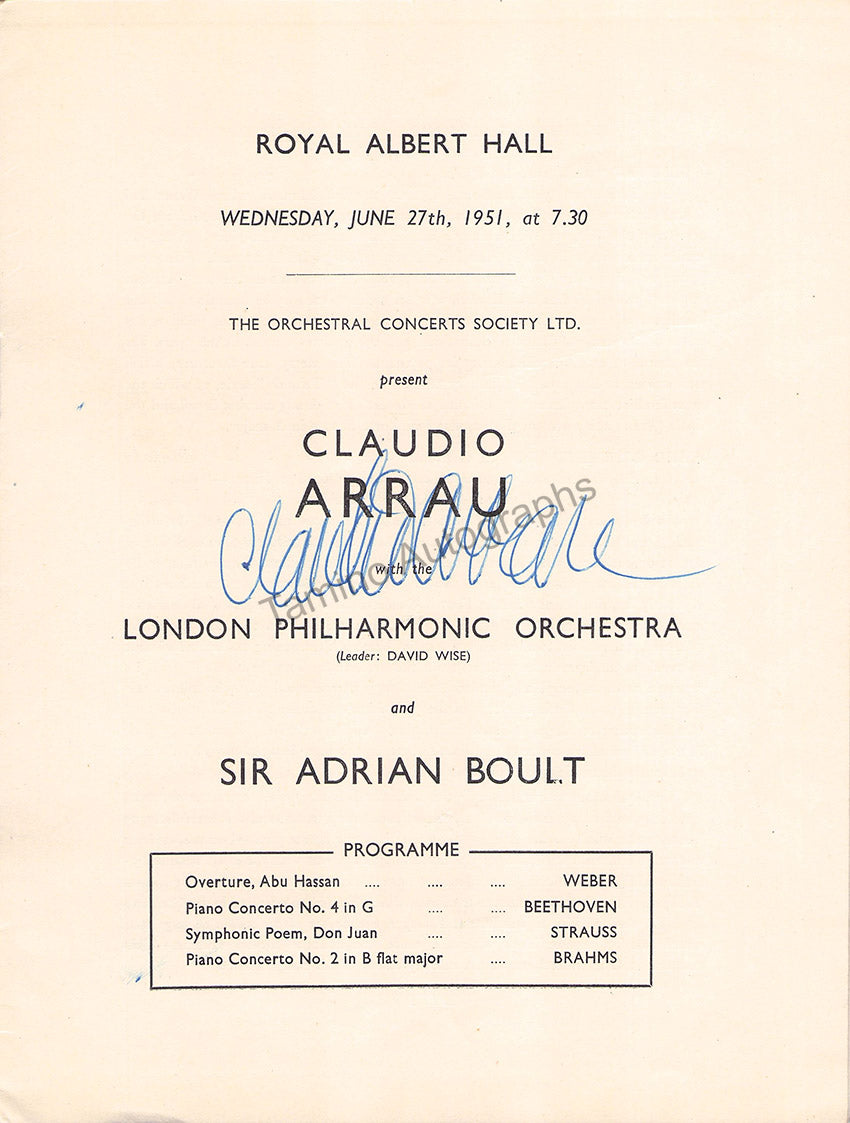 ROYAL ALBERT HALL
WEDNESDAY, JUNE 27th, 1951, at 7.30
THE ORCHESTRAL CONCERTS SOCIETY LTD.
present
CLAUDIO
ARRAU
Claudio Arrau
Tamino Autographs
with the
LONDON PHILHARMONIC ORCHESTRA
(Leader: DAVID WISE)
and
SIR ADRIAN BOULT
PROGRAMME
Overture, Abu Hassan .... .... .... WEBER
Piano Concerto No. 4 in G .... .... BEETHOVEN
Symphonic Poem, Don Juan .... .... STRAUSS
Piano Concerto No. 2 in B flat major .... BRAHMS